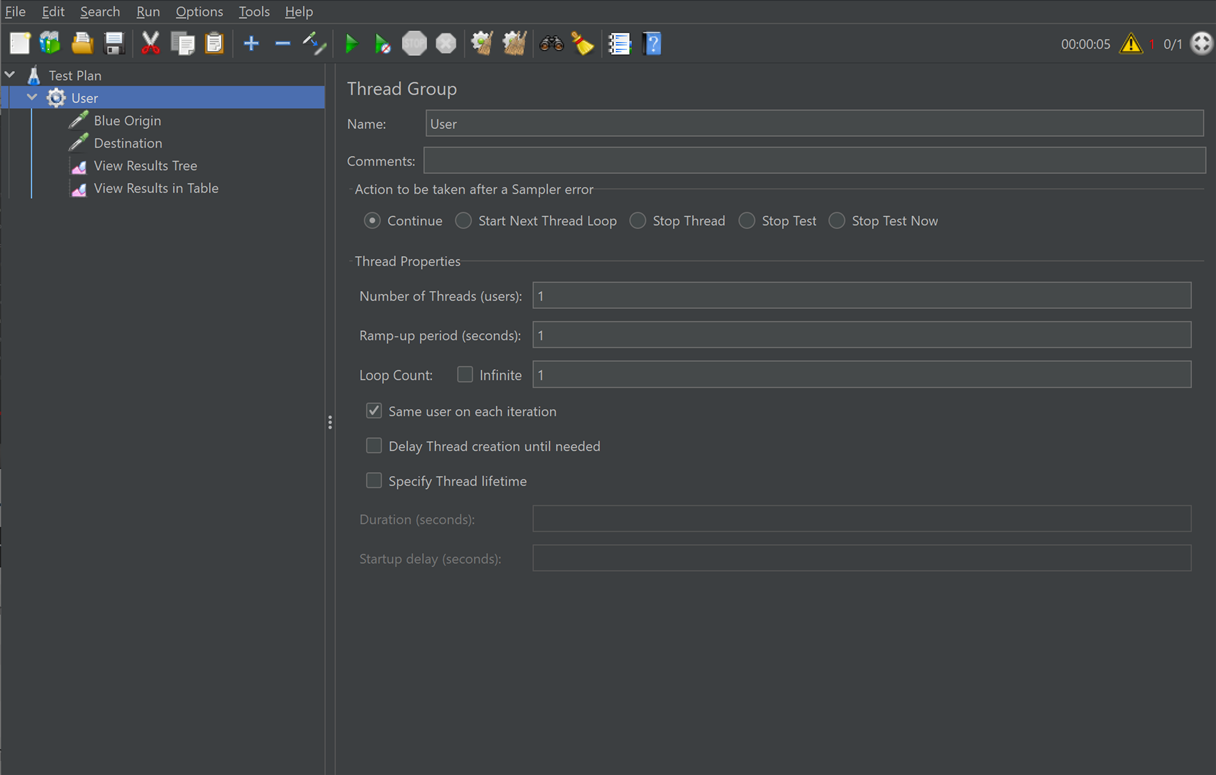 File Edit Search Run Options Tools Help
STOP 00:00:05 1 0/1
Test Plan
User
Blue Origin
Destination
View Results Tree
View Results in Table
Thread Group
Name: User
Comments:
Action to be taken after a Sampler error
Continue Start Next Thread Loop Stop Thread Stop Test Stop Test Now
Thread Properties
Number of Threads (users): 1
Ramp-up period (seconds): 1
Loop Count: Infinite 1
Same user on each iteration
Delay Thread creation until needed
Specify Thread lifetime
Duration (seconds):
Startup delay (seconds):